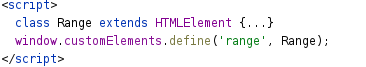 <script>
class Range extends HTMLElement {...}
window.customElements.define('range', Range);
</script>